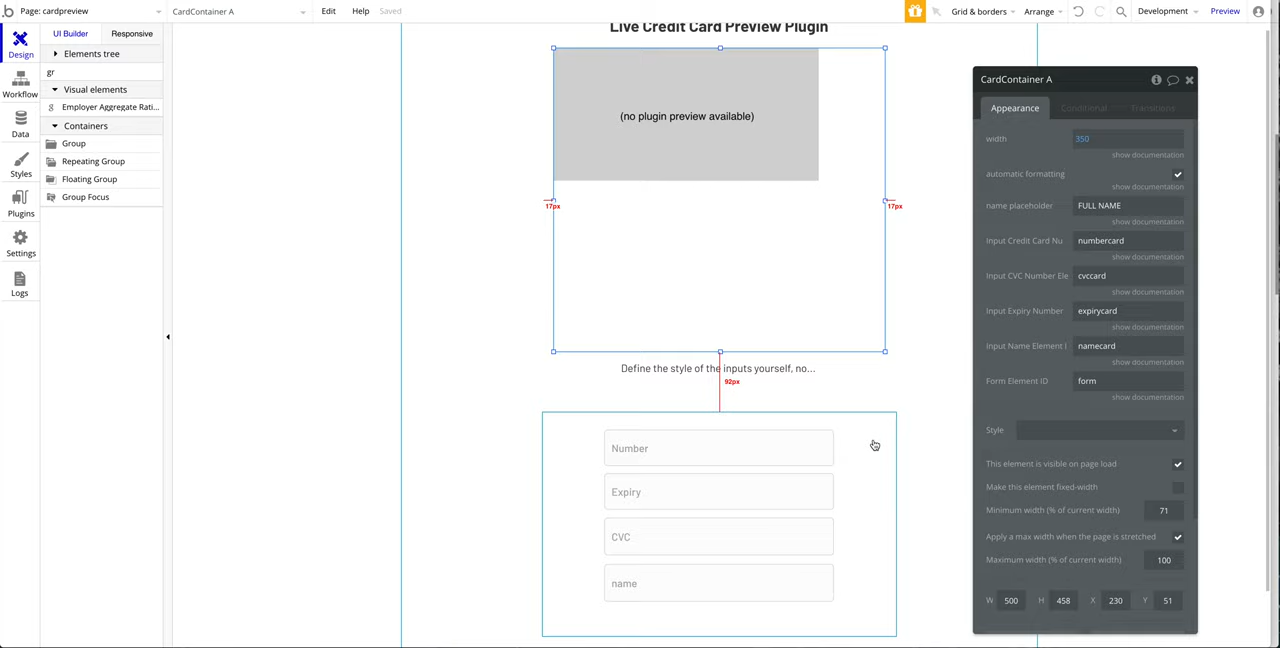 Page: cardpreview
CardContainer A
Edit
Help
Saved
Grid & borders
Arrange
Development
Preview
UI Builder
Responsive
Design
Elements tree
gr
Workflow
Visual elements
Employer Aggregate Rati...
Containers
Data
Group
Repeating Group
Styles
Floating Group
Group Focus
Plugins
Settings
Logs
Live Credit Card Preview Plugin
(no plugin preview available)
17px
17px
Define the style of the inputs yourself, no...
92px
Number
Expiry
CVC
name
CardContainer A
Appearance
Conditional
Transitions
width
350
show documentation
automatic formatting
show documentation
name placeholder
FULL NAME
show documentation
Input Credit Card Nu
numbercard
show documentation
Input CVC Number Ele
cvccard
show documentation
Input Expiry Number
expirycard
show documentation
Input Name Element I
namecard
show documentation
Form Element ID
form
show documentation
Style
This element is visible on page load
Make this element fixed-width
Minimum width (% of current width)
71
Apply a max width when the page is stretched
Maximum width (% of current width)
100
W 500 H 458 X 230 Y 51